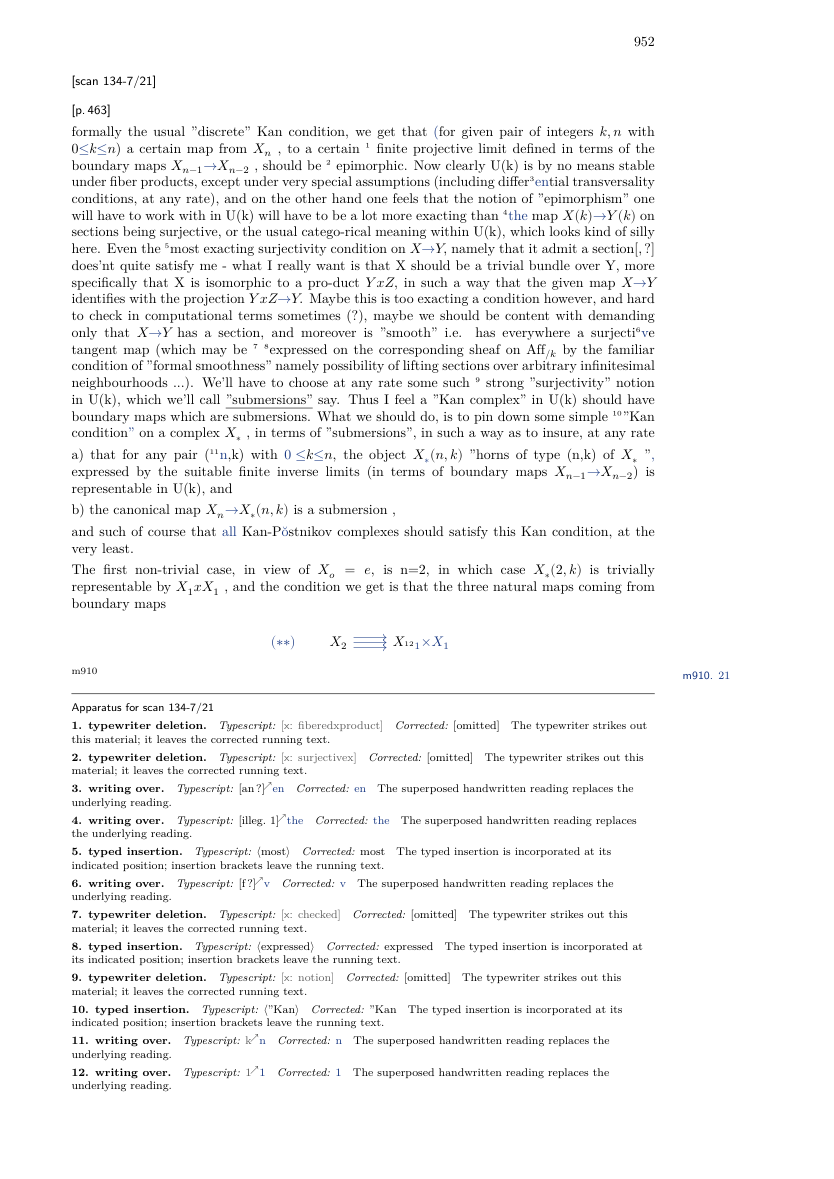 952
[scan 134-7/21]
[p. 463]
formally the usual ”discrete” Kan condition, we get that (for given pair of integers k, n with
0≤k≤n) a certain map from Xₙ , to a certain ¹ finite projective limit defined in terms of the
boundary maps Xₙ₋₁→Xₙ₋₂ , should be ² epimorphic. Now clearly U(k) is by no means stable
under fiber products, except under very special assumptions (including differ³ential transversality
conditions, at any rate), and on the other hand one feels that the notion of ”epimorphism” one
will have to work with in U(k) will have to be a lot more exacting than ⁴the map X(k)→Y(k) on
sections being surjective, or the usual catego-rical meaning within U(k), which looks kind of silly
here. Even the ⁵most exacting surjectivity condition on X→Y, namely that it admit a section[, ?]
does'nt quite satisfy me - what I really want is that X should be a trivial bundle over Y, more
specifically that X is isomorphic to a pro-duct YxZ, in such a way that the given map X→Y
identifies with the projection YxZ→Y. Maybe this is too exacting a condition however, and hard
to check in computational terms sometimes (?), maybe we should be content with demanding
only that X→Y has a section, and moreover is ”smooth” i.e. has everywhere a surjecti⁶ve
tangent map (which may be ⁷ ⁸expressed on the corresponding sheaf on Aff/k by the familiar
condition of ”formal smoothness” namely possibility of lifting sections over arbitrary infinitesimal
neighbourhoods ...). We'll have to choose at any rate some such ⁹ strong ”surjectivity” notion
in U(k), which we'll call ”submersions” say. Thus I feel a ”Kan complex” in U(k) should have
boundary maps which are submersions. What we should do, is to pin down some simple ¹⁰”Kan
condition” on a complex X∗ , in terms of ”submersions”, in such a way as to insure, at any rate
a) that for any pair (¹¹n,k) with 0 ≤k≤n, the object X∗(n, k) ”horns of type (n,k) of X∗ ”,
expressed by the suitable finite inverse limits (in terms of boundary maps Xₙ₋₁→Xₙ₋₂) is
representable in U(k), and
b) the canonical map Xₙ→X∗(n, k) is a submersion ,
and such of course that all Kan-Pŏstnikov complexes should satisfy this Kan condition, at the
very least.
The first non-trivial case, in view of Xₒ = e, is n=2, in which case X∗(2, k) is trivially
representable by X₁xX₁ , and the condition we get is that the three natural maps coming from
boundary maps
(∗∗) X₂ ⇶ X¹²₁×X₁
m910
m910. 21
Apparatus for scan 134-7/21
1. typewriter deletion. Typescript: [x: fiberedxproduct] Corrected: [omitted] The typewriter strikes out
this material; it leaves the corrected running text.
2. typewriter deletion. Typescript: [x: surjectivex] Corrected: [omitted] The typewriter strikes out this
material; it leaves the corrected running text.
3. writing over. Typescript: [an ?]↗en Corrected: en The superposed handwritten reading replaces the
underlying reading.
4. writing over. Typescript: [illeg. 1]↗the Corrected: the The superposed handwritten reading replaces
the underlying reading.
5. typed insertion. Typescript: ⟨most⟩ Corrected: most The typed insertion is incorporated at its
indicated position; insertion brackets leave the running text.
6. writing over. Typescript: [f ?]↗v Corrected: v The superposed handwritten reading replaces the
underlying reading.
7. typewriter deletion. Typescript: [x: checked] Corrected: [omitted] The typewriter strikes out this
material; it leaves the corrected running text.
8. typed insertion. Typescript: ⟨expressed⟩ Corrected: expressed The typed insertion is incorporated at
its indicated position; insertion brackets leave the running text.
9. typewriter deletion. Typescript: [x: notion] Corrected: [omitted] The typewriter strikes out this
material; it leaves the corrected running text.
10. typed insertion. Typescript: ⟨”Kan⟩ Corrected: ”Kan The typed insertion is incorporated at its
indicated position; insertion brackets leave the running text.
11. writing over. Typescript: k↗n Corrected: n The superposed handwritten reading replaces the
underlying reading.
12. writing over. Typescript: l↗1 Corrected: 1 The superposed handwritten reading replaces the
underlying reading.